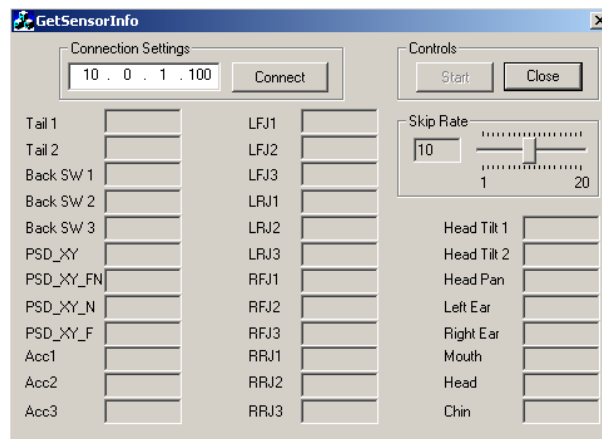 GetSensorInfo
Connection Settings
10 . 0 . 1 . 100
Connect
Controls
Start
Close
Skip Rate
10
1
20
Tail 1
Tail 2
Back SW 1
Back SW 2
Back SW 3
PSD_XY
PSD_XY_FN
PSD_XY_N
PSD_XY_F
Acc1
Acc2
Acc3
LFJ1
LFJ2
LFJ3
LRJ1
LRJ2
LRJ3
RFJ1
RFJ2
RFJ3
RRJ1
RRJ2
RRJ3
Head Tilt 1
Head Tilt 2
Head Pan
Left Ear
Right Ear
Mouth
Head
Chin